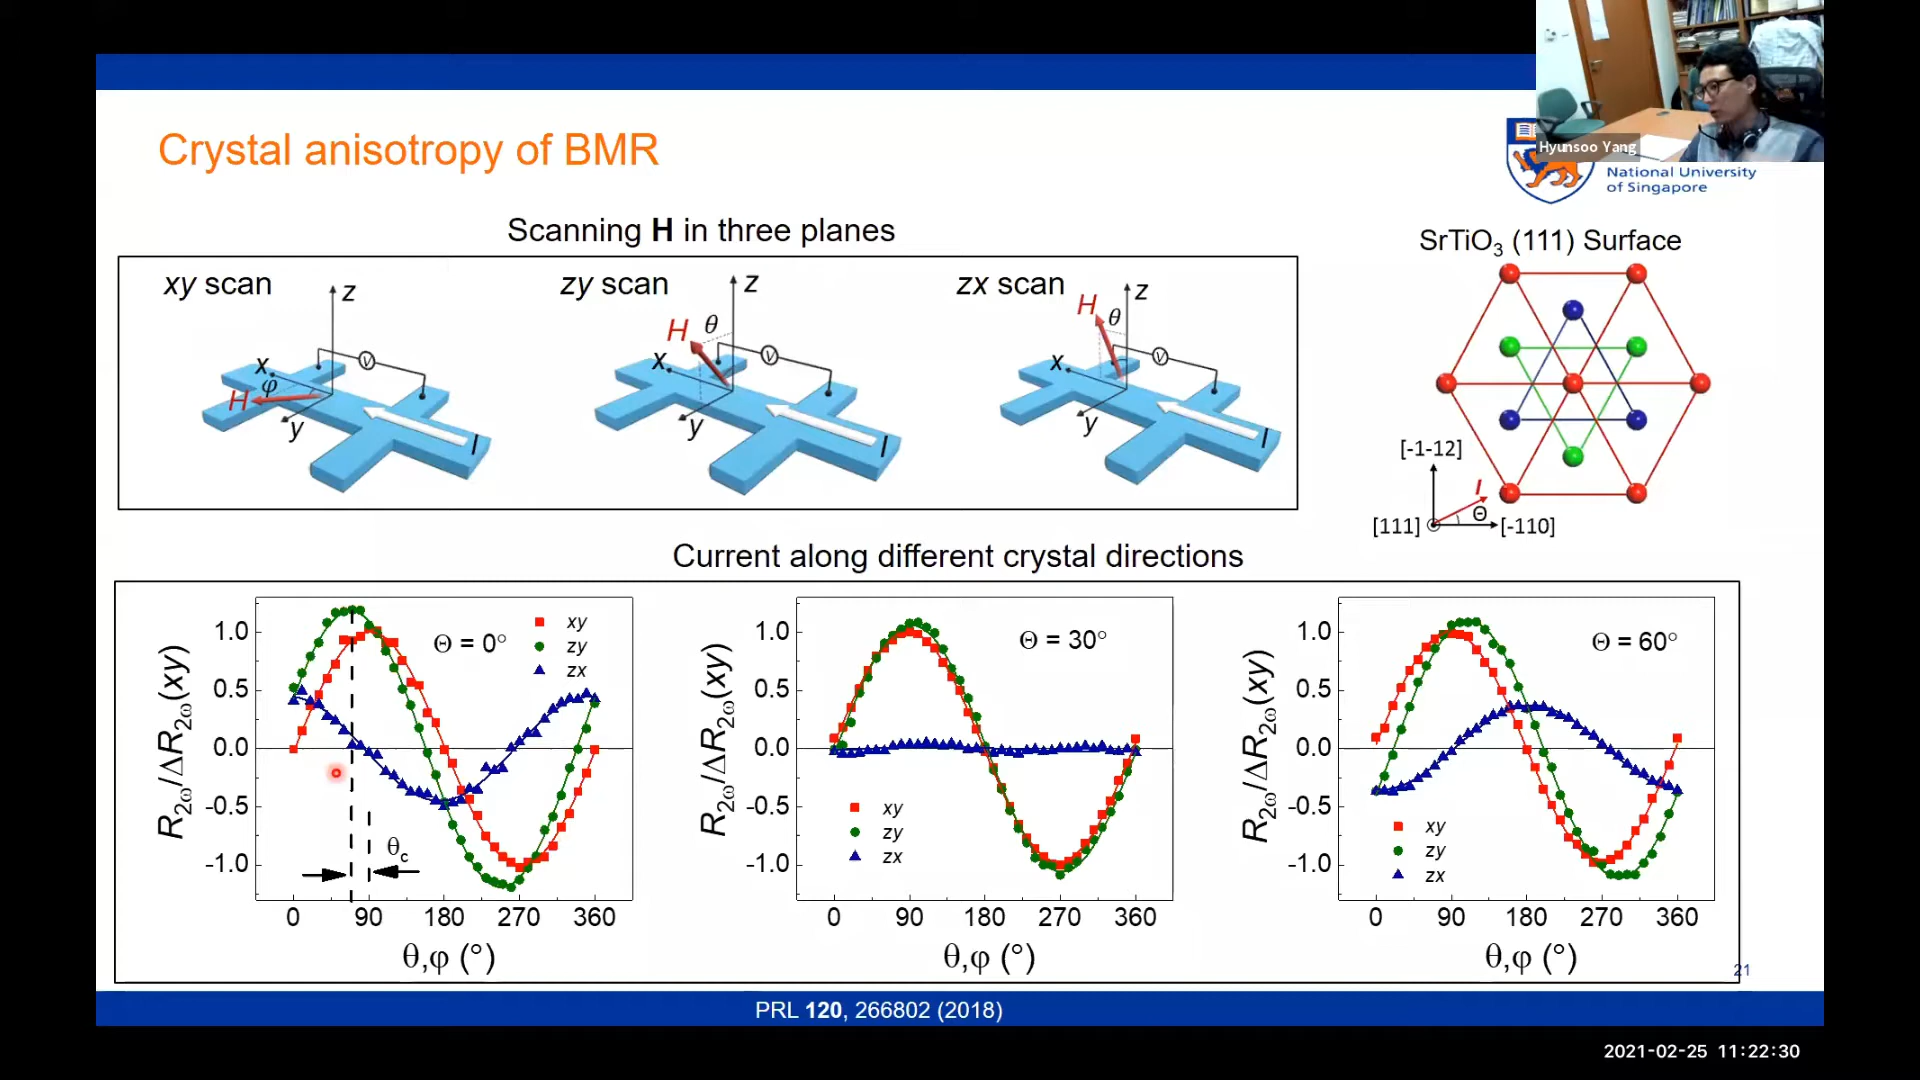 Crystal anisotropy of BMR
Hyunsoo Yang
National University
of Singapore
Scanning H in three planes
SrTiO₃ (111) Surface
xy scan
z
x
φ
H
y
I
V
zy scan
z
H
θ
x
y
I
V
zx scan
z
H
θ
x
y
I
V
[-1-12]
I
Θ
[111]
[-110]
Current along different crystal directions
R₂ω/ΔR₂ω(xy)
1.0
0.5
0.0
-0.5
-1.0
Θ = 0°
xy
zy
zx
θc
0 90 180 270 360
θ,φ (°)
R₂ω/ΔR₂ω(xy)
1.0
0.5
0.0
-0.5
-1.0
Θ = 30°
xy
zy
zx
0 90 180 270 360
θ,φ (°)
R₂ω/ΔR₂ω(xy)
1.0
0.5
0.0
-0.5
-1.0
Θ = 60°
xy
zy
zx
0 90 180 270 360
θ,φ (°)
21
PRL 120, 266802 (2018)
2021-02-25 11:22:30